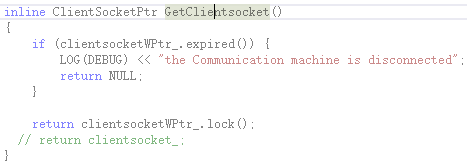 inline ClientSocketPtr GetClientsocket()
{
    if (clientsocketWPtr_.expired()) {
        LOG(DEBUG) << "the Communication machine is disconnected";
        return NULL;
    }

    return clientsocketWPtr_.lock();
  // return clientsocket_;
}